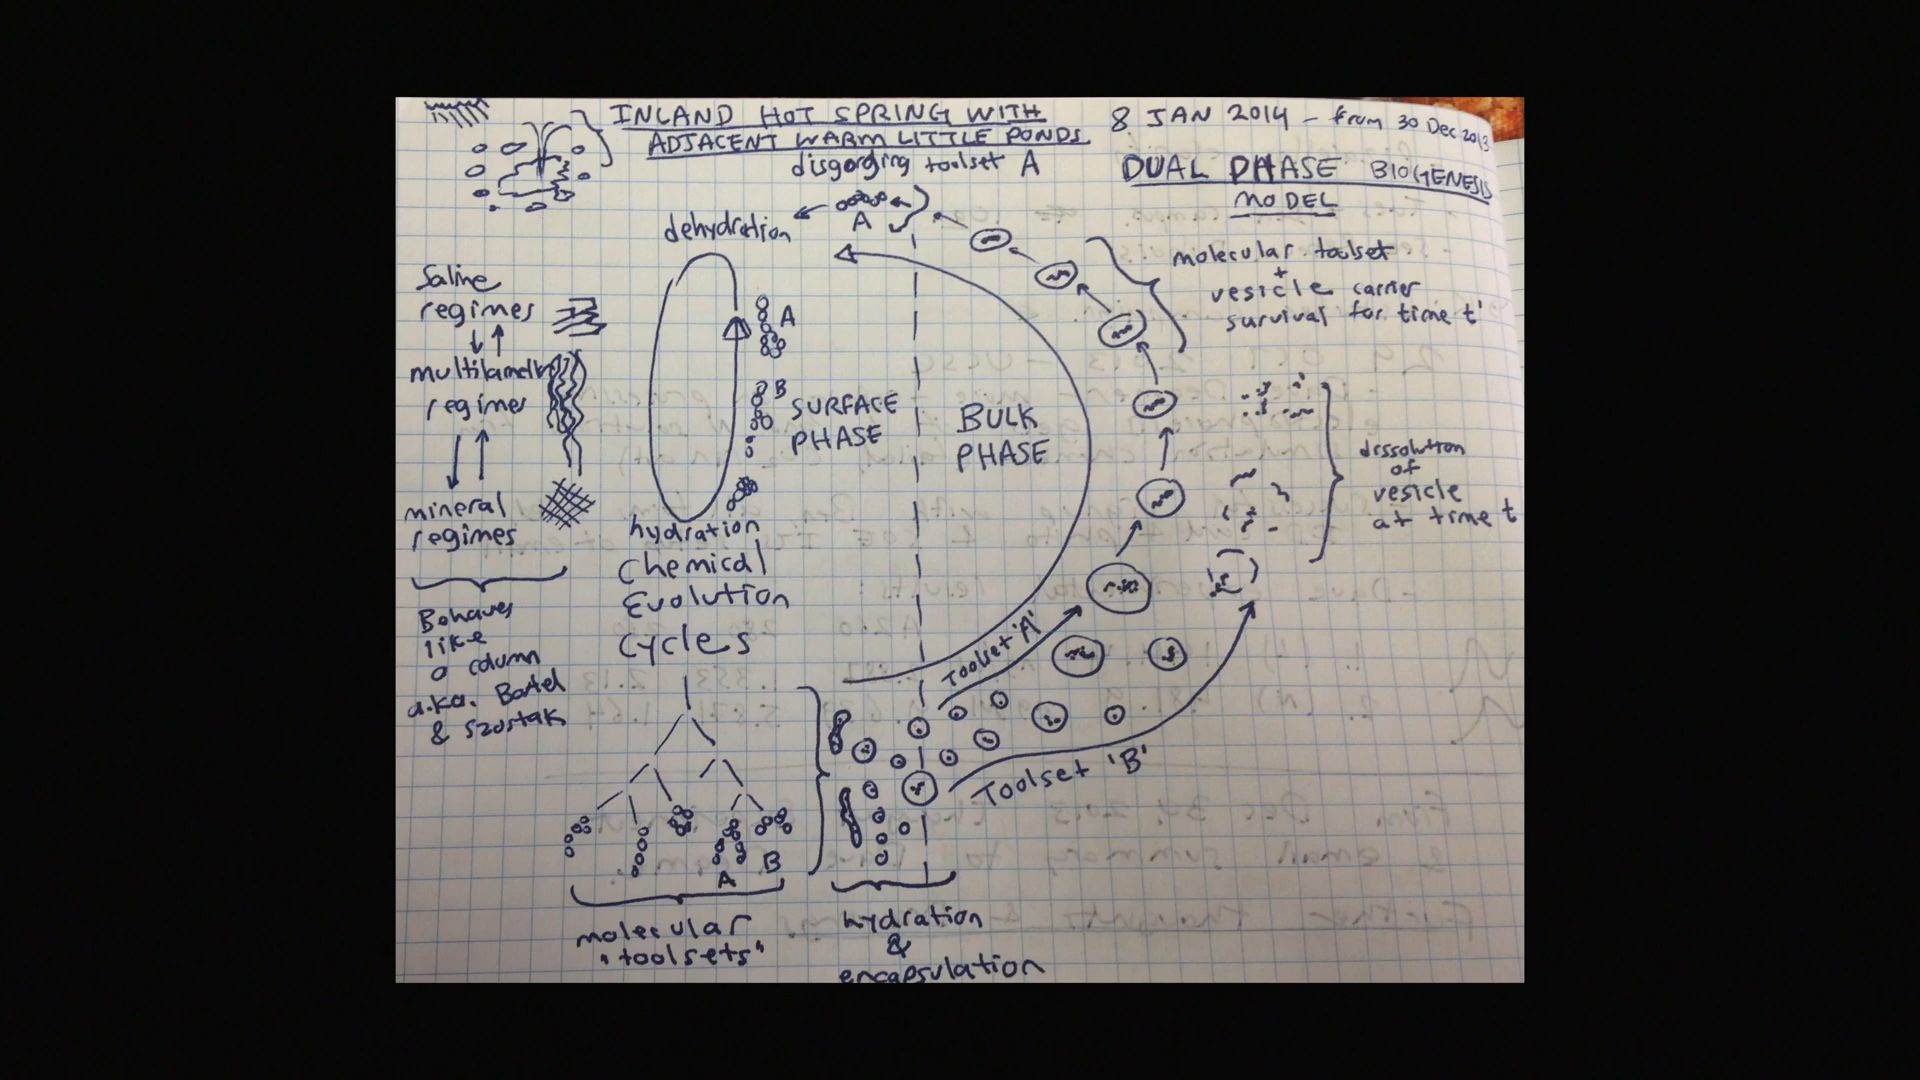 INLAND HOT SPRING WITH
ADJACENT WARM LITTLE PONDS
8 JAN 2014 - from 30 Dec 2013
DUAL PHASE BIOGENESIS
MODEL
disgorging toolset A
A
dehydration
molecular toolset
+
vesicle carrier
survival for time t'
Saline
regimes
multilamellar
regimes
mineral
regimes
Behaves
like
a column
a.k.a. Bartel
& Szostak
A
B
SURFACE
PHASE
BULK
PHASE
hydration
Chemical
Evolution
Cycles
dissolution
of
vesicle
at time t
Toolset 'A'
Toolset 'B'
A
B
molecular
"toolsets"
hydration
&
encapsulation